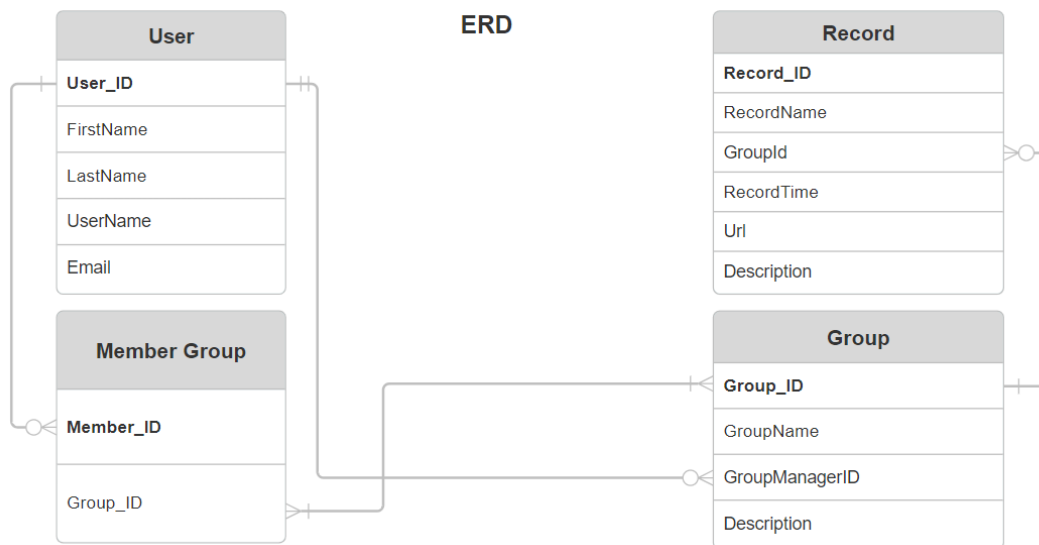 ERD
User
User_ID
FirstName
LastName
UserName
Email
Member Group
Member_ID
Group_ID
Record
Record_ID
RecordName
GroupId
RecordTime
Url
Description
Group
Group_ID
GroupName
GroupManagerID
Description